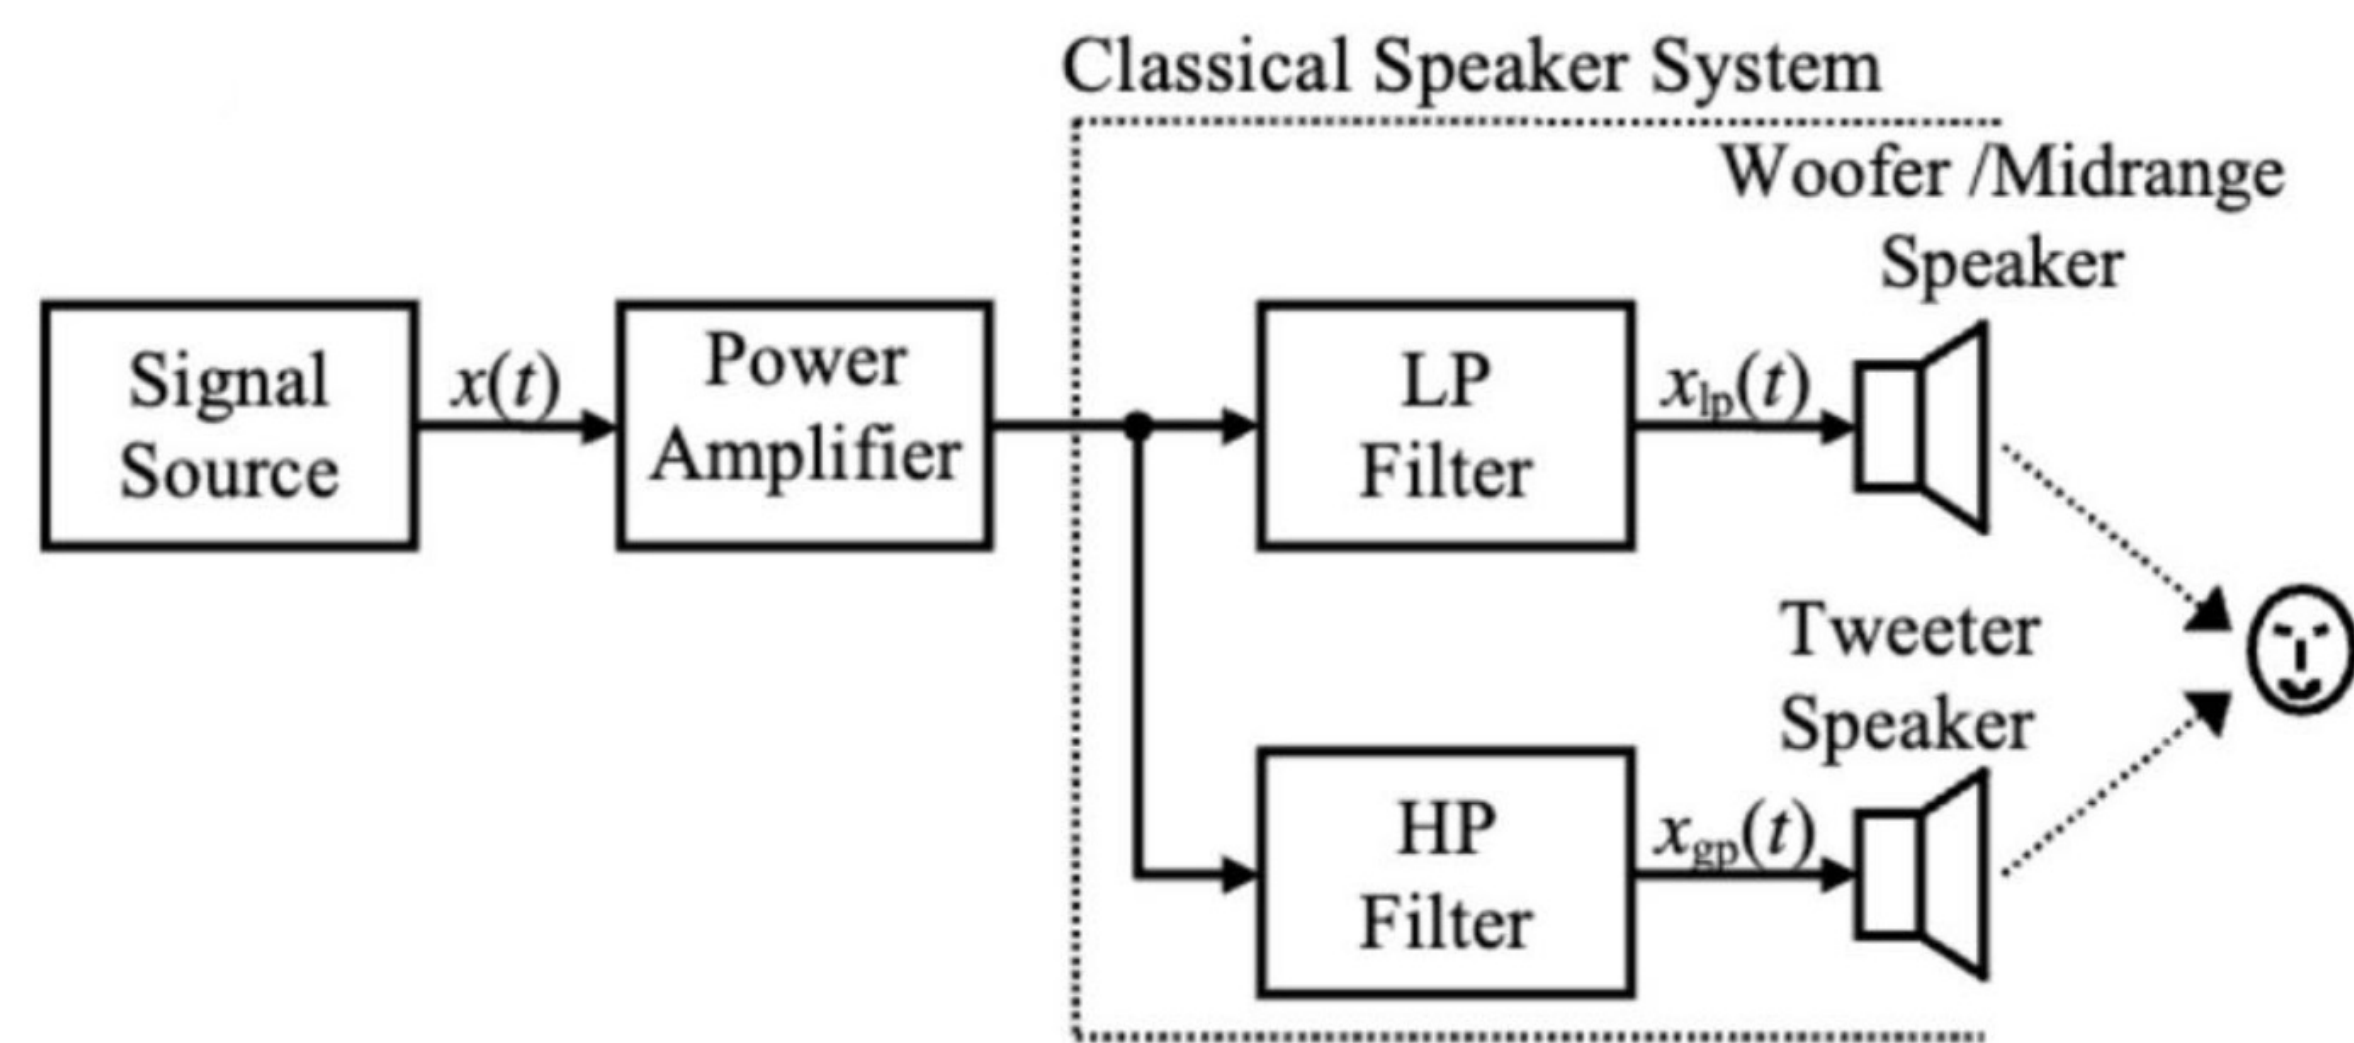 Classical Speaker System
Woofer /Midrange
Speaker
Signal
Source
x(t)
Power
Amplifier
LP
Filter
xlp(t)
Tweeter
Speaker
HP
Filter
xgp(t)